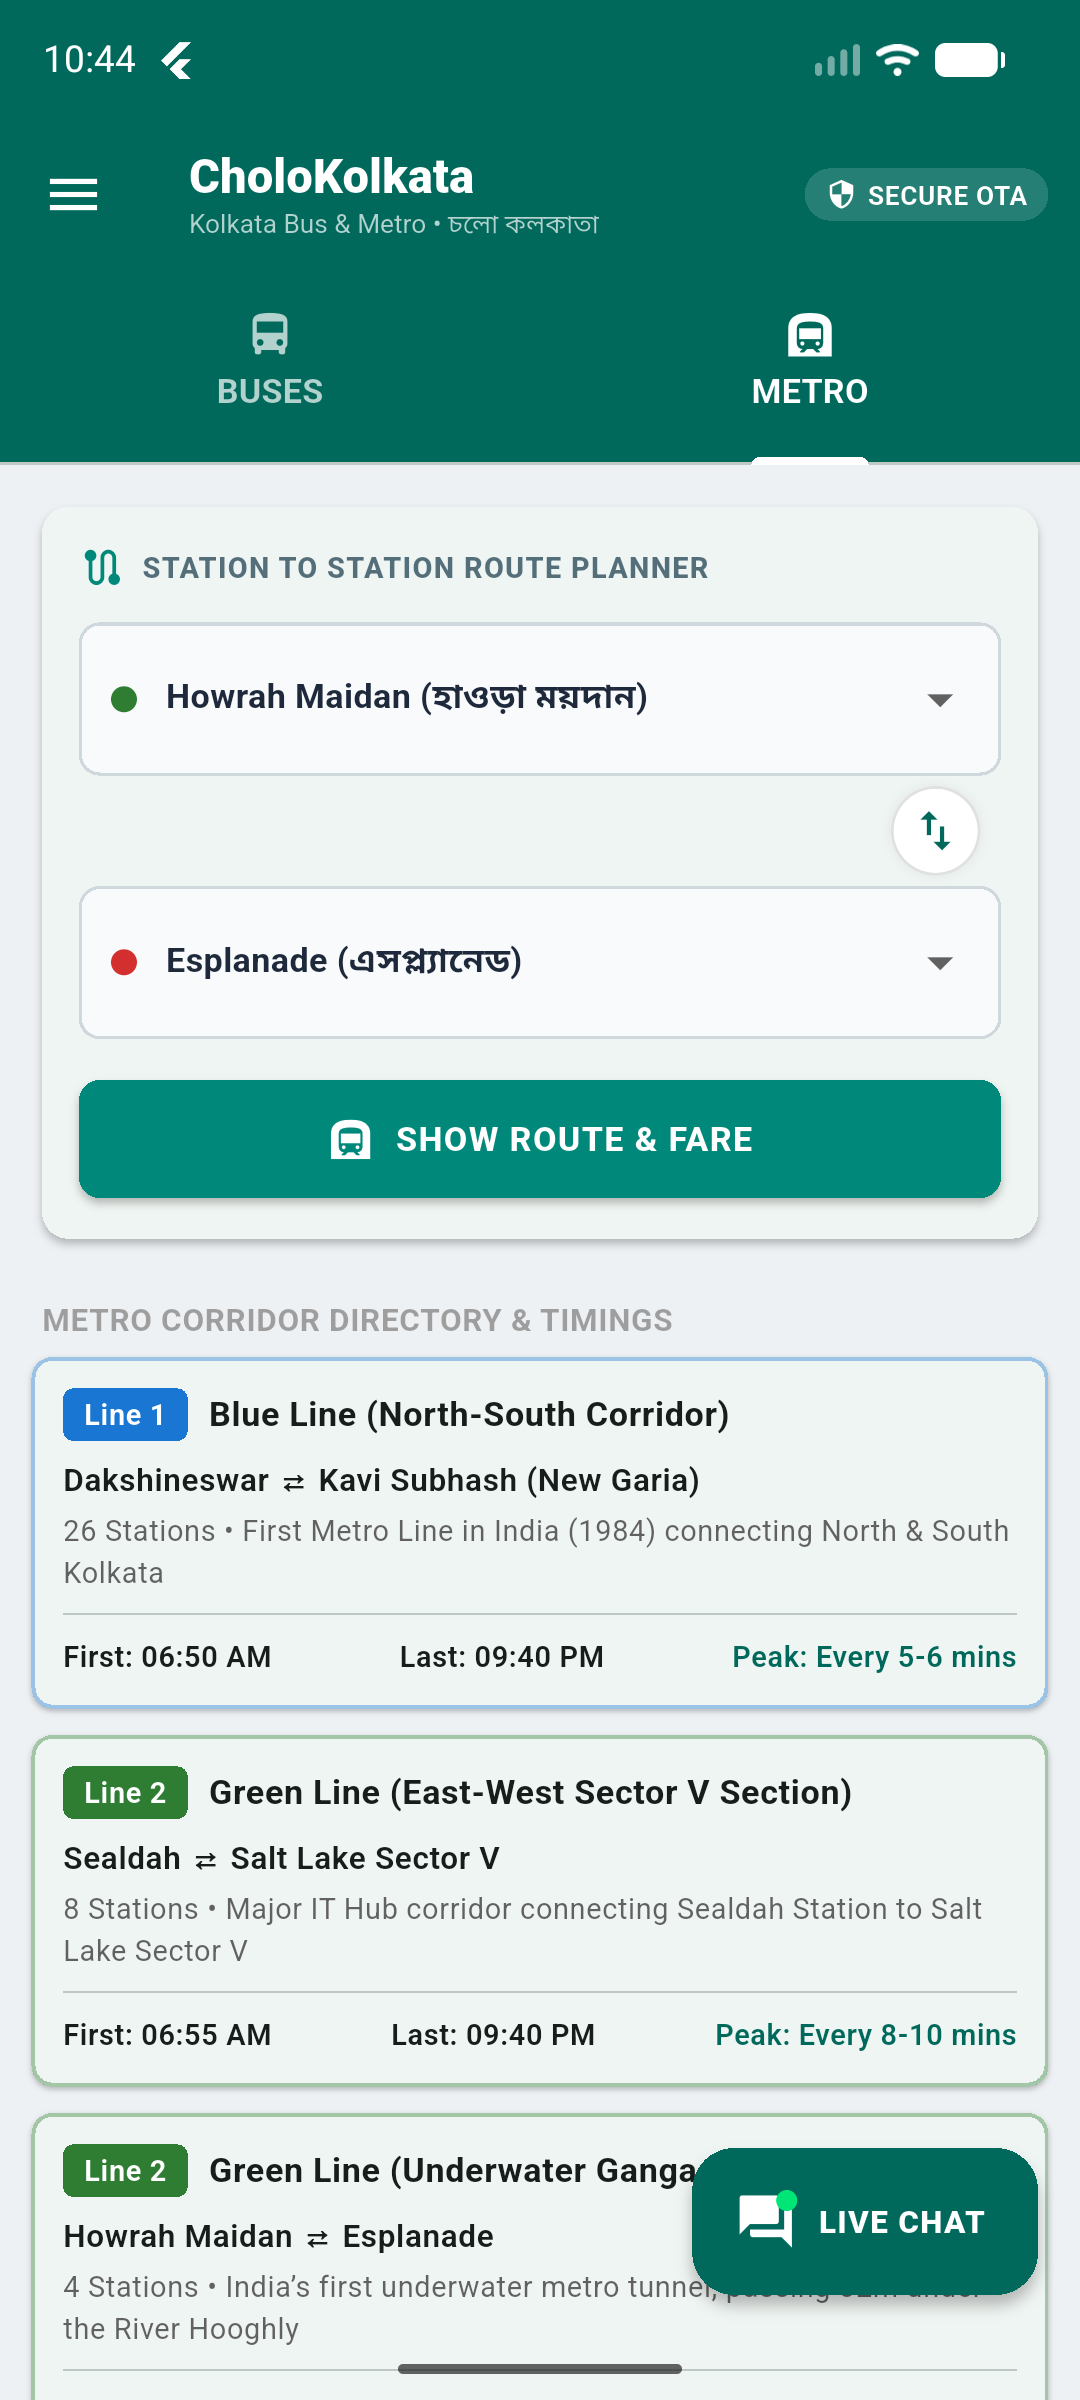 10:44
CholoKolkata
Kolkata Bus & Metro • চলো কলকাতা
SECURE OTA
BUSES
METRO
STATION TO STATION ROUTE PLANNER
Howrah Maidan (হাওড়া ময়দান)
Esplanade (এসপ্ল্যানেড)
SHOW ROUTE & FARE
METRO CORRIDOR DIRECTORY & TIMINGS
Line 1 Blue Line (North-South Corridor)
Dakshineswar ⇄ Kavi Subhash (New Garia)
26 Stations • First Metro Line in India (1984) connecting North & South
Kolkata
First: 06:50 AM Last: 09:40 PM Peak: Every 5-6 mins
Line 2 Green Line (East-West Sector V Section)
Sealdah ⇄ Salt Lake Sector V
8 Stations • Major IT Hub corridor connecting Sealdah Station to Salt
Lake Sector V
First: 06:55 AM Last: 09:40 PM Peak: Every 8-10 mins
Line 2 Green Line (Underwater Ganga
Howrah Maidan ⇄ Esplanade
LIVE CHAT
4 Stations • India’s first underwater metro tunnel,
the River Hooghly